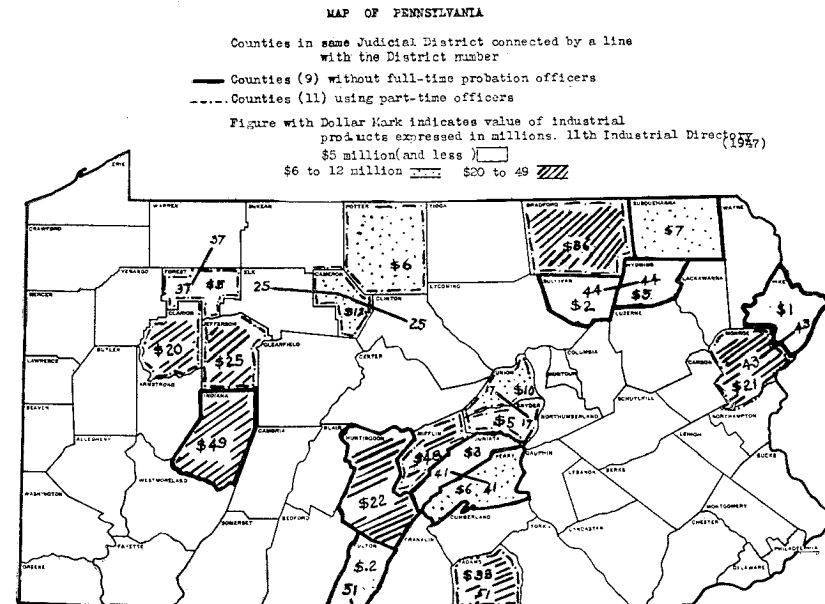 MAP OF PENNSYLVANIA
Counties in same Judicial District connected by a line
with the District number
Counties (9) without full-time probation officers
Counties (11) using part-time officers
Figure with Dollar Mark indicates value of industrial
products expressed in millions. 11th Industrial Directory
(1947)
$5 million(and less )
$6 to 12 million $20 to 49
ERIE
WARREN
MCKEAN
POTTER
TIOGA
BRADFORD
SUSQUEHANNA
WAYNE
CRAWFORD
37
$6
$36
$7
VENANGO
FOREST
ELK
CAMERON
WYOMING
LACKAWANNA
PIKE
37
$3
25
44
44
MERCER
CLINTON
LYCOMING
SULLIVAN
$2
$5
$1
CLARION
$12
25
LUZERNE
43
JEFFERSON
MONROE
$20
$25
CLEARFIELD
CENTER
COLUMBIA
43
LAWRENCE
BUTLER
MONTOUR
CARBON
ARMSTRONG
UNION
$21
INDIANA
17
$10
SCHUYLKILL
BEAVER
SNYDER
NORTHUMBERLAND
NORTHAMPTON
$5
17
ALLEGHENY
$49
CAMBRIA
BLAIR
HUNTINGDON
MIFFLIN
JUNIATA
LEHIGH
$48
$3
PERRY
DAUPHIN
BUCKS
WESTMORELAND
41
LEBANON
BERKS
WASHINGTON
$22
$6
41
MONTGOMERY
SOMERSET
BEDFORD
CUMBERLAND
YORK
LANCASTER
CHESTER
FAYETTE
FULTON
FRANKLIN
PHILADELPHIA
GREENE
$.2
ADAMS
$38
DELAWARE
51
51